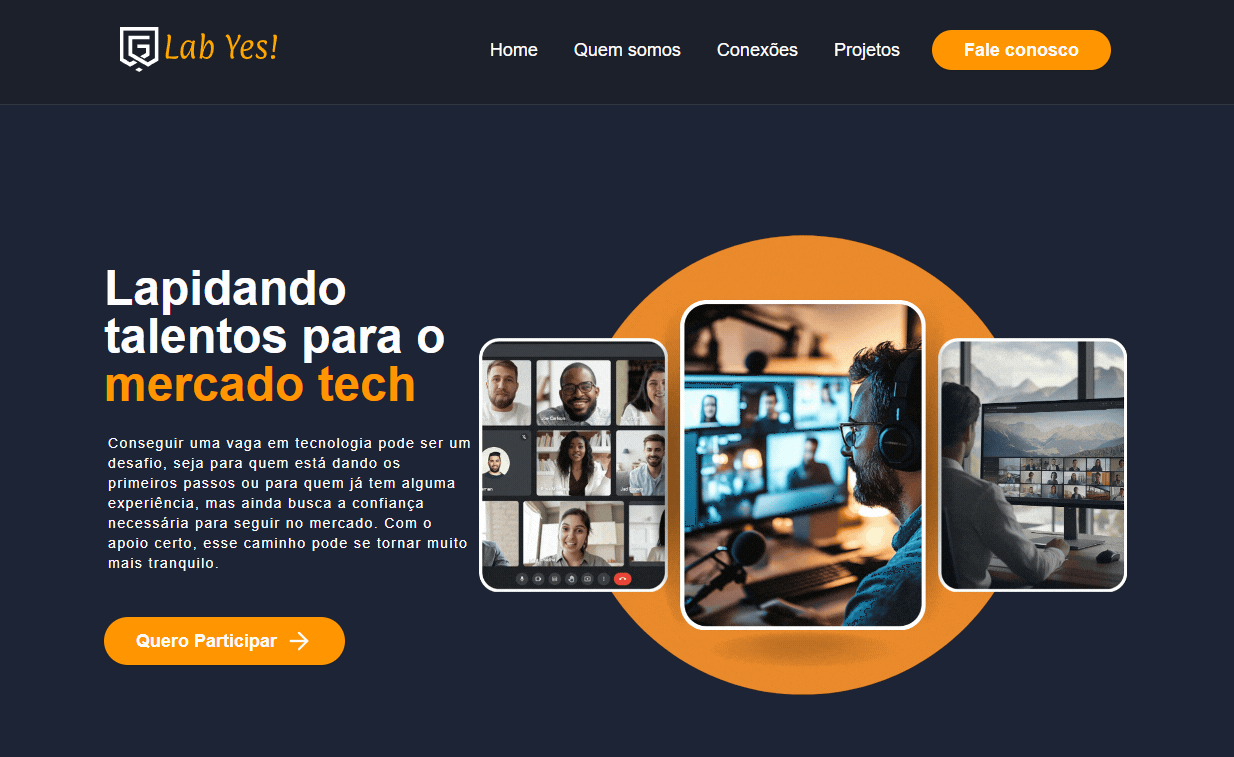 Lab Yes!
Home
Quem somos
Conexões
Projetos
Fale conosco
Lapidando
talentos para o
mercado tech
Conseguir uma vaga em tecnologia pode ser um
desafio, seja para quem está dando os
primeiros passos ou para quem já tem alguma
experiência, mas ainda busca a confiança
necessária para seguir no mercado. Com o
apoio certo, esse caminho pode se tornar muito
mais tranquilo.
Quero Participar